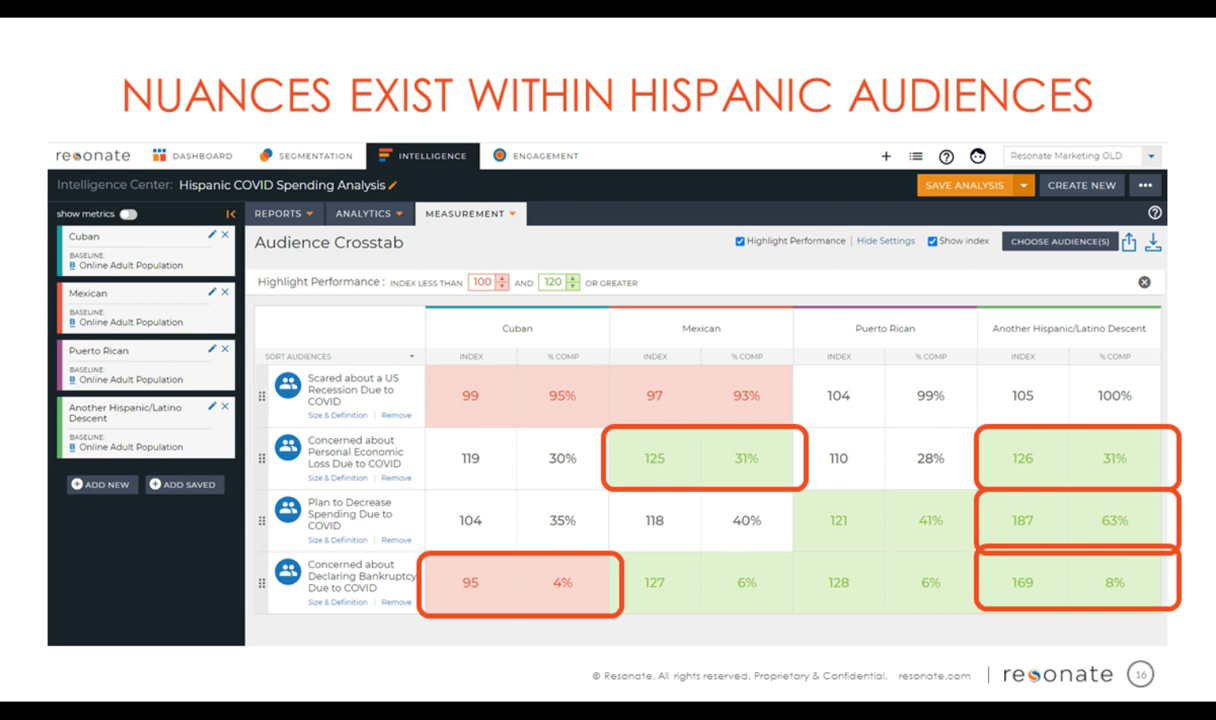 NUANCES EXIST WITHIN HISPANIC AUDIENCES
resonate DASHBOARD SEGMENTATION INTELLIGENCE ENGAGEMENT Resonate Marketing OLD
Intelligence Center: Hispanic COVID Spending Analysis SAVE ANALYSIS CREATE NEW
show metrics REPORTS ANALYTICS MEASUREMENT
Cuban
BASELINE:
B Online Adult Population
Mexican
BASELINE:
B Online Adult Population
Puerto Rican
BASELINE:
B Online Adult Population
Another Hispanic/Latino
Descent
BASELINE:
B Online Adult Population
ADD NEW ADD SAVED
Audience Crosstab Highlight Performance | Hide Settings Show index CHOOSE AUDIENCE(S)
Highlight Performance : INDEX LESS THAN 100 AND 120 OR GREATER
Cuban Mexican Puerto Rican Another Hispanic/Latino Descent
SORT AUDIENCES INDEX % COMP INDEX % COMP INDEX % COMP INDEX % COMP
Scared about a US
Recession Due to
COVID
Size & Definition | Remove
99 95% 97 93% 104 99% 105 100%
Concerned about
Personal Economic
Loss Due to COVID
Size & Definition | Remove
119 30% 125 31% 110 28% 126 31%
Plan to Decrease
Spending Due to
COVID
Size & Definition | Remove
104 35% 118 40% 121 41% 187 63%
Concerned about
Declaring Bankruptcy
Due to COVID
Size & Definition | Remove
95 4% 127 6% 128 6% 169 8%
© Resonate. All rights reserved. Proprietary & Confidential. resonate.com | resonate 16